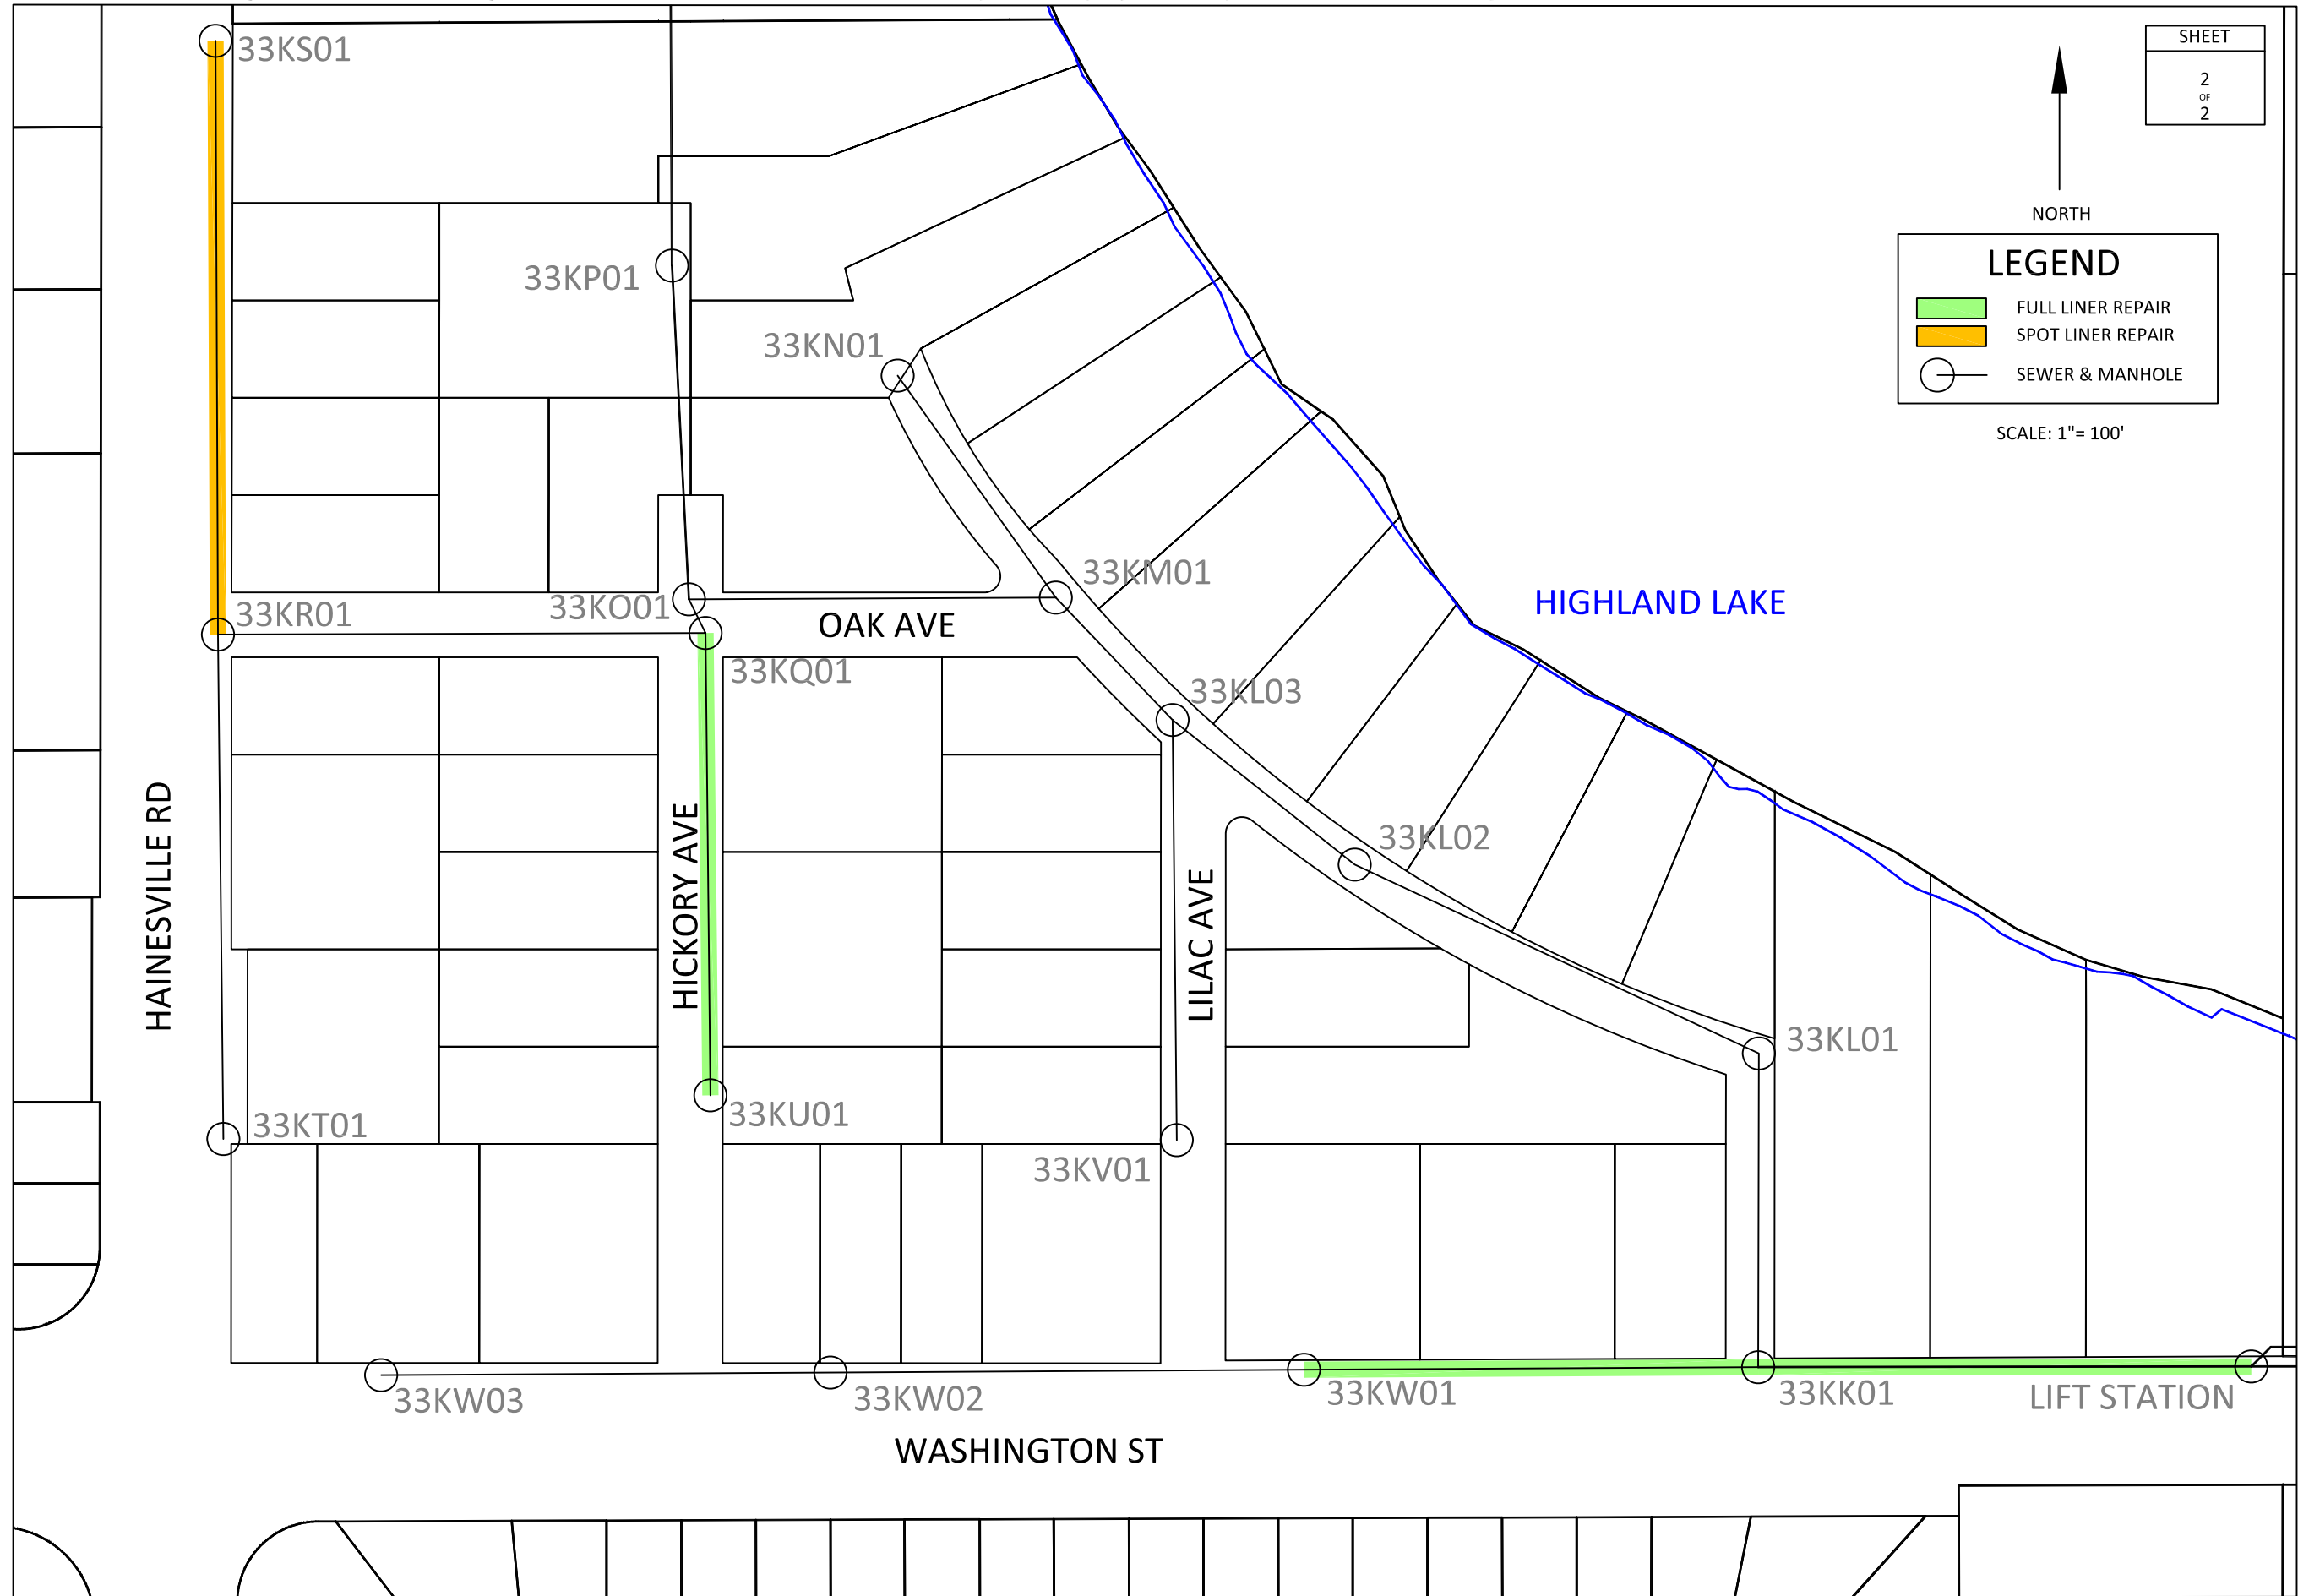 SHEET
2
OF
2
33KS01
NORTH
LEGEND
FULL LINER REPAIR
SPOT LINER REPAIR
SEWER & MANHOLE
SCALE: 1"= 100'
33KP01
33KN01
33KM01
33KR01
33KO01
OAK AVE
HIGHLAND LAKE
33KQ01
33KL03
33KL02
HAINESVILLE RD
HICKORY AVE
LILAC AVE
33KL01
33KT01
33KU01
33KV01
33KW03
33KW02
33KW01
33KK01
LIFT STATION
WASHINGTON ST